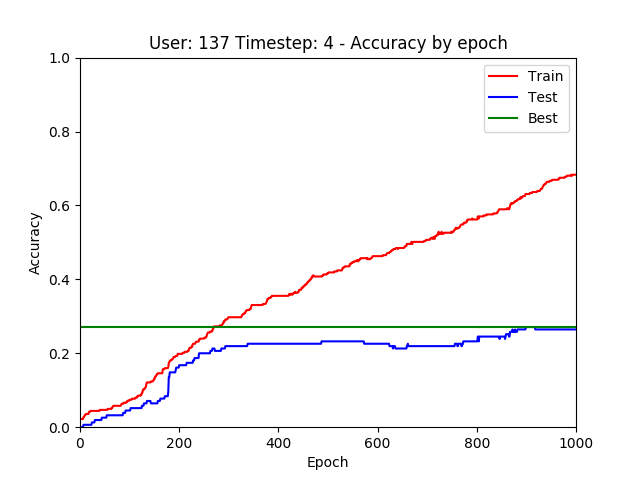 User: 137 Timestep: 4 - Accuracy by epoch
Train
Test
Best
Accuracy
1.0
0.8
0.6
0.4
0.2
0.0
0 200 400 600 800 1000
Epoch